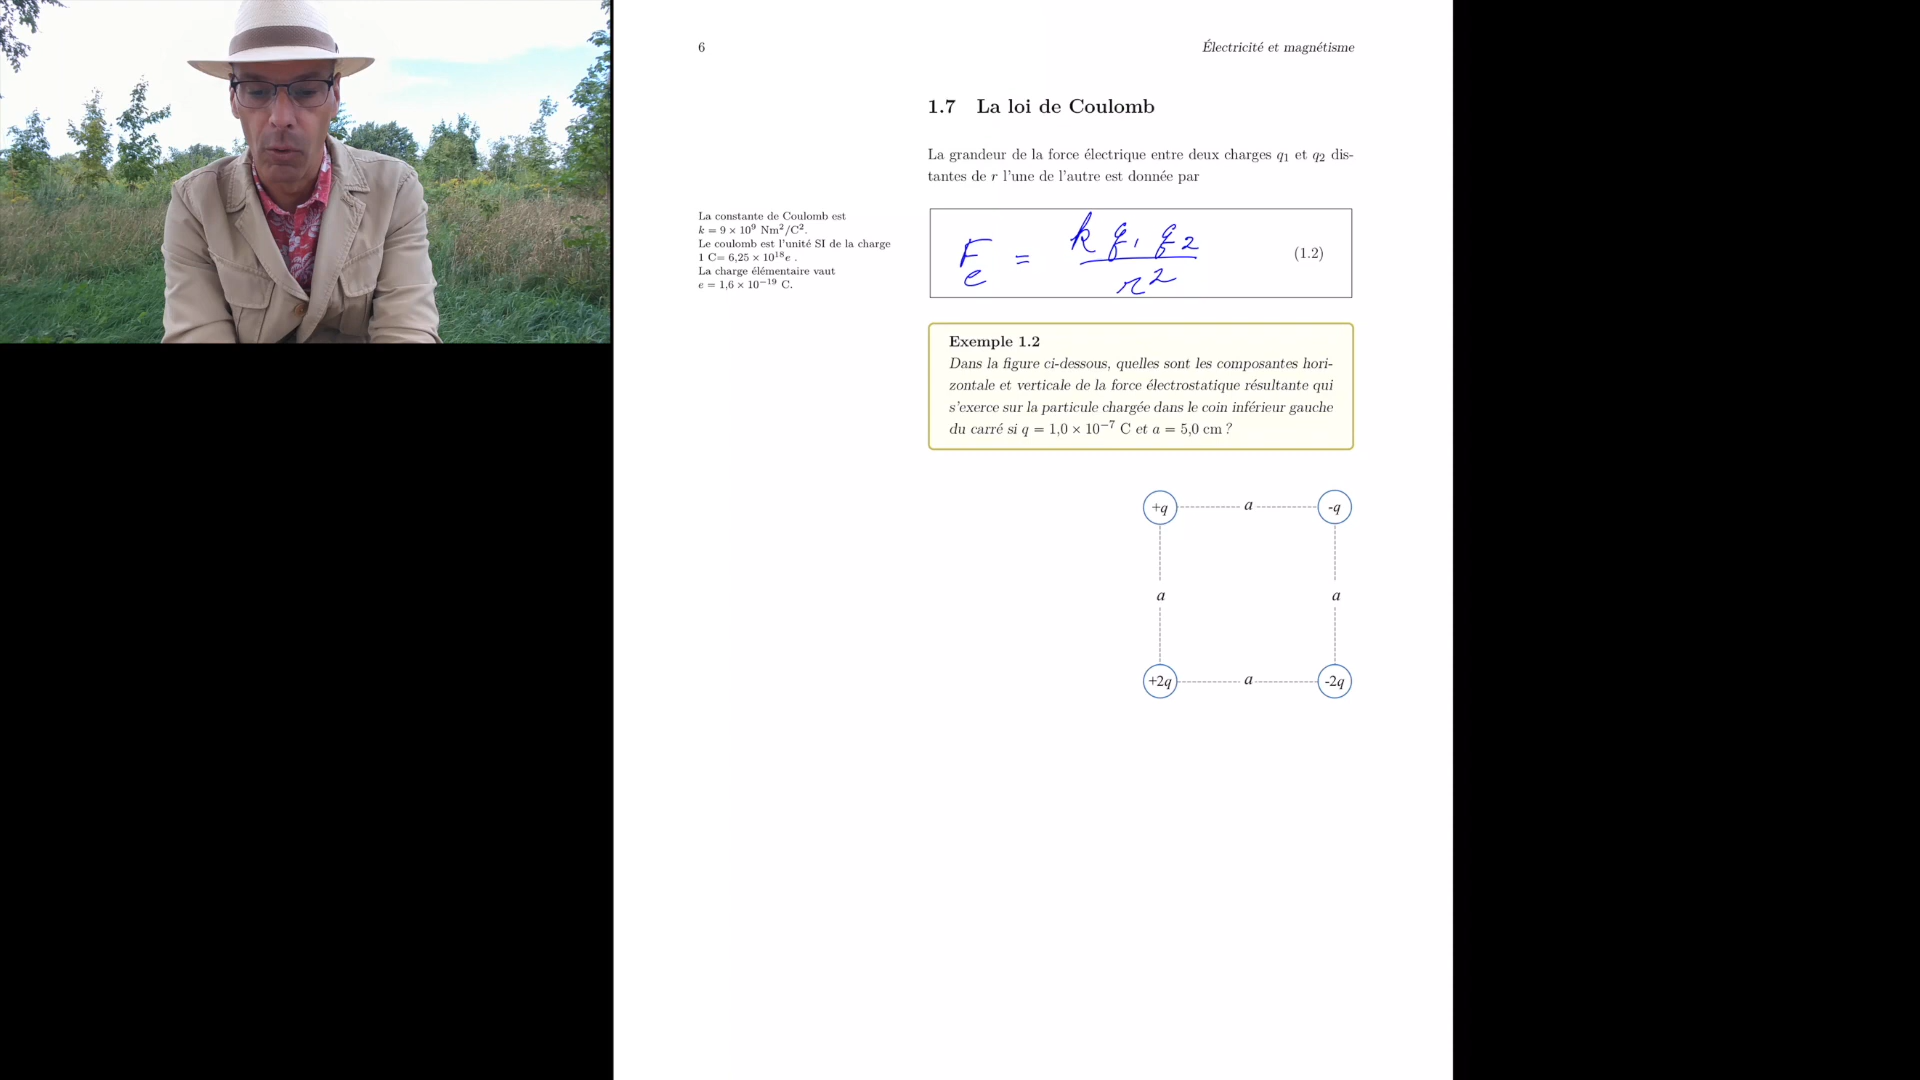 6
Électricité et magnétisme
1.7 La loi de Coulomb
La grandeur de la force électrique entre deux charges q₁ et q₂ dis-
tantes de r l'une de l'autre est donnée par
La constante de Coulomb est
k = 9 × 10⁹ Nm²/C².
Le coulomb est l'unité SI de la charge
1 C= 6,25 × 10¹⁸e .
La charge élémentaire vaut
e = 1,6 × 10⁻¹⁹ C.
Fe = k q₁ q₂ / r²
(1.2)
Exemple 1.2
Dans la figure ci-dessous, quelles sont les composantes hori-
zontale et verticale de la force électrostatique résultante qui
s'exerce sur la particule chargée dans le coin inférieur gauche
du carré si q = 1,0 × 10⁻⁷ C et a = 5,0 cm ?
+q a -q
a a
+2q a -2q